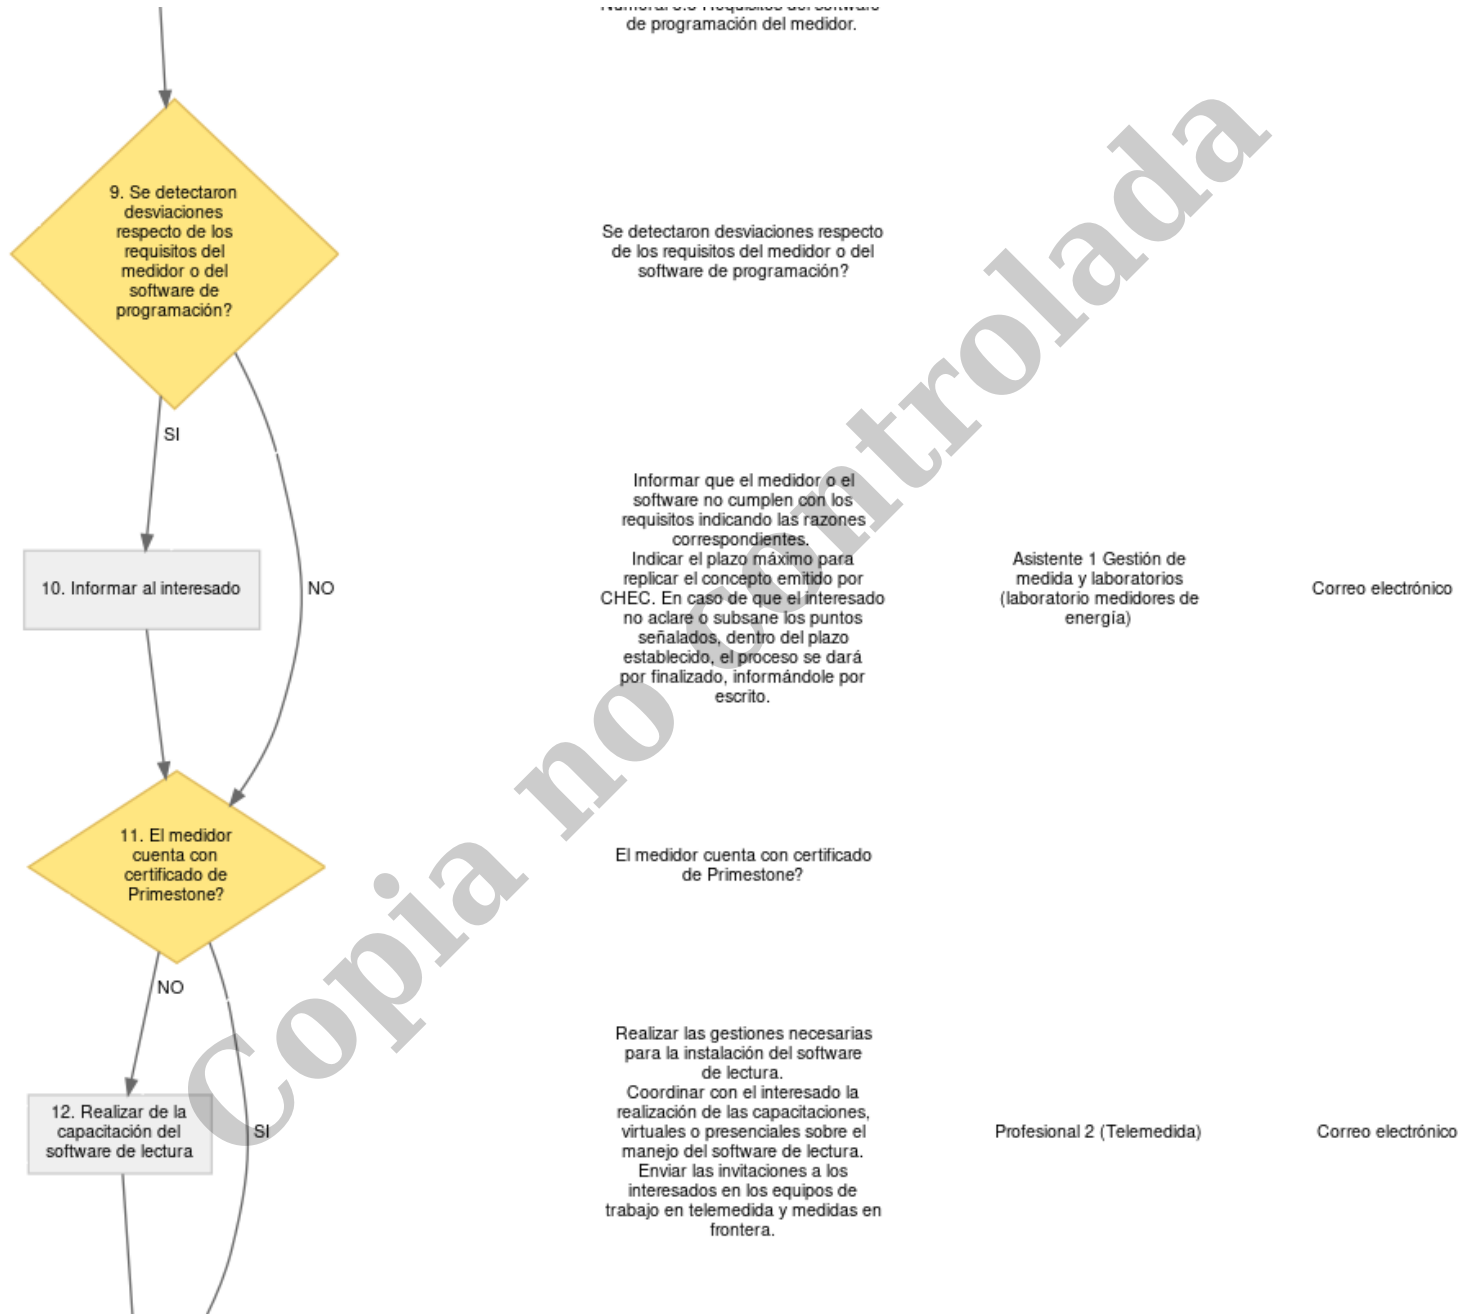 de programación del medidor.
9. Se detectaron
desviaciones
respecto de los
requisitos del
medidor o del
software de
programación?
Se detectaron desviaciones respecto
de los requisitos del medidor o del
software de programación?
SI
NO
10. Informar al interesado
Informar que el medidor o el
software no cumplen con los
requisitos indicando las razones
correspondientes.
Indicar el plazo máximo para
replicar el concepto emitido por
CHEC. En caso de que el interesado
no aclare o subsane los puntos
señalados, dentro del plazo
establecido, el proceso se dará
por finalizado, informándole por
escrito.
Asistente 1 Gestión de
medida y laboratorios
(laboratorio medidores de
energía)
Correo electrónico
11. El medidor
cuenta con
certificado de
Primestone?
El medidor cuenta con certificado
de Primestone?
NO
SI
12. Realizar de la
capacitación del
software de lectura
Realizar las gestiones necesarias
para la instalación del software
de lectura.
Coordinar con el interesado la
realización de las capacitaciones,
virtuales o presenciales sobre el
manejo del software de lectura.
Enviar las invitaciones a los
interesados en los equipos de
trabajo en telemedida y medidas en
frontera.
Profesional 2 (Telemedida)
Correo electrónico
Copia no controlada